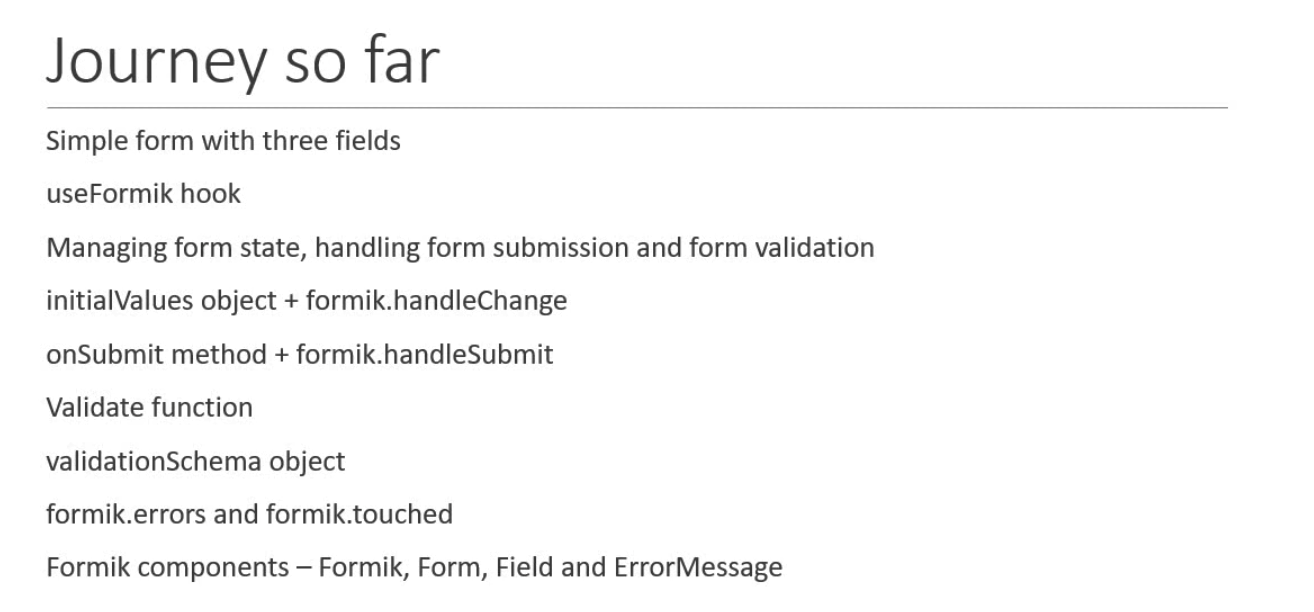 Journey so far
Simple form with three fields
useFormik hook
Managing form state, handling form submission and form validation
initialValues object + formik.handleChange
onSubmit method + formik.handleSubmit
Validate function
validationSchema object
formik.errors and formik.touched
Formik components – Formik, Form, Field and ErrorMessage